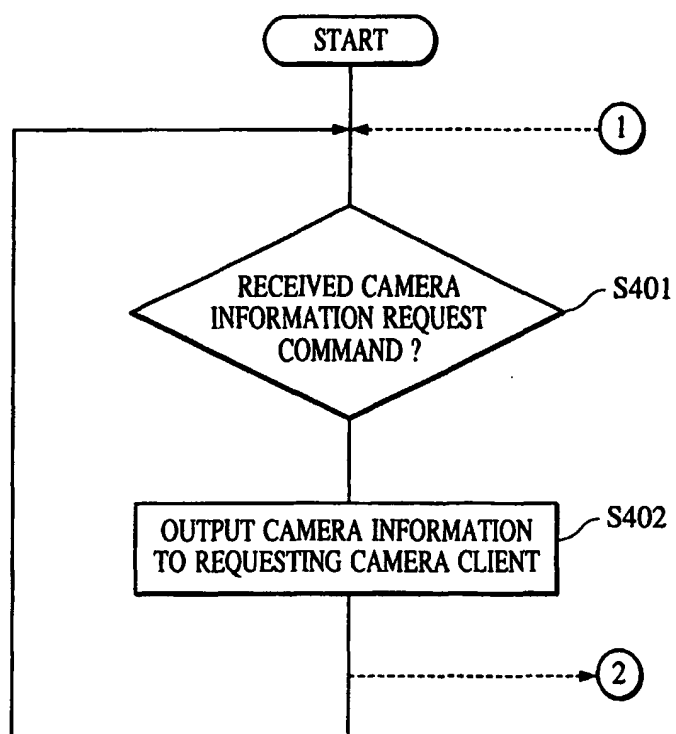 START
1
RECEIVED CAMERA
INFORMATION REQUEST
COMMAND ?
S401
OUTPUT CAMERA INFORMATION
TO REQUESTING CAMERA CLIENT
S402
2